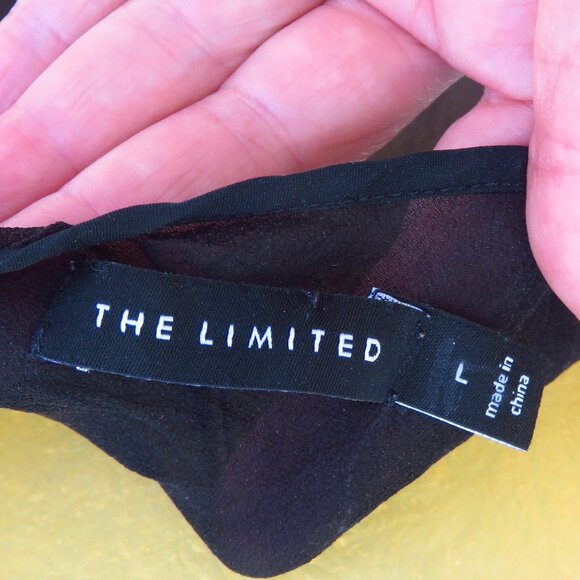 THE LIMITED
L
made in
china